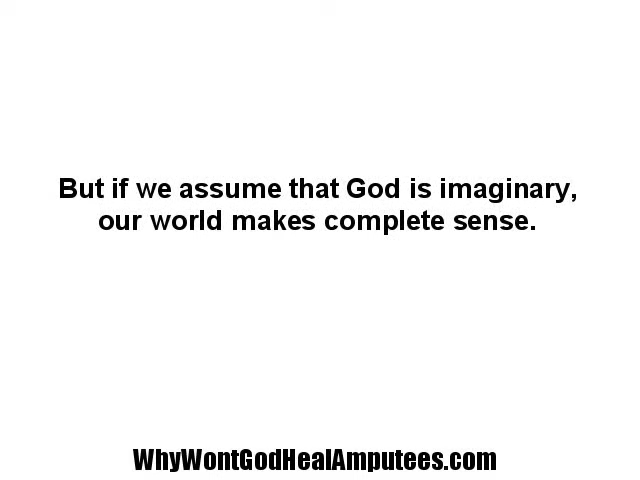 But if we assume that God is imaginary,
our world makes complete sense.
WhyWontGodHealAmputees.com